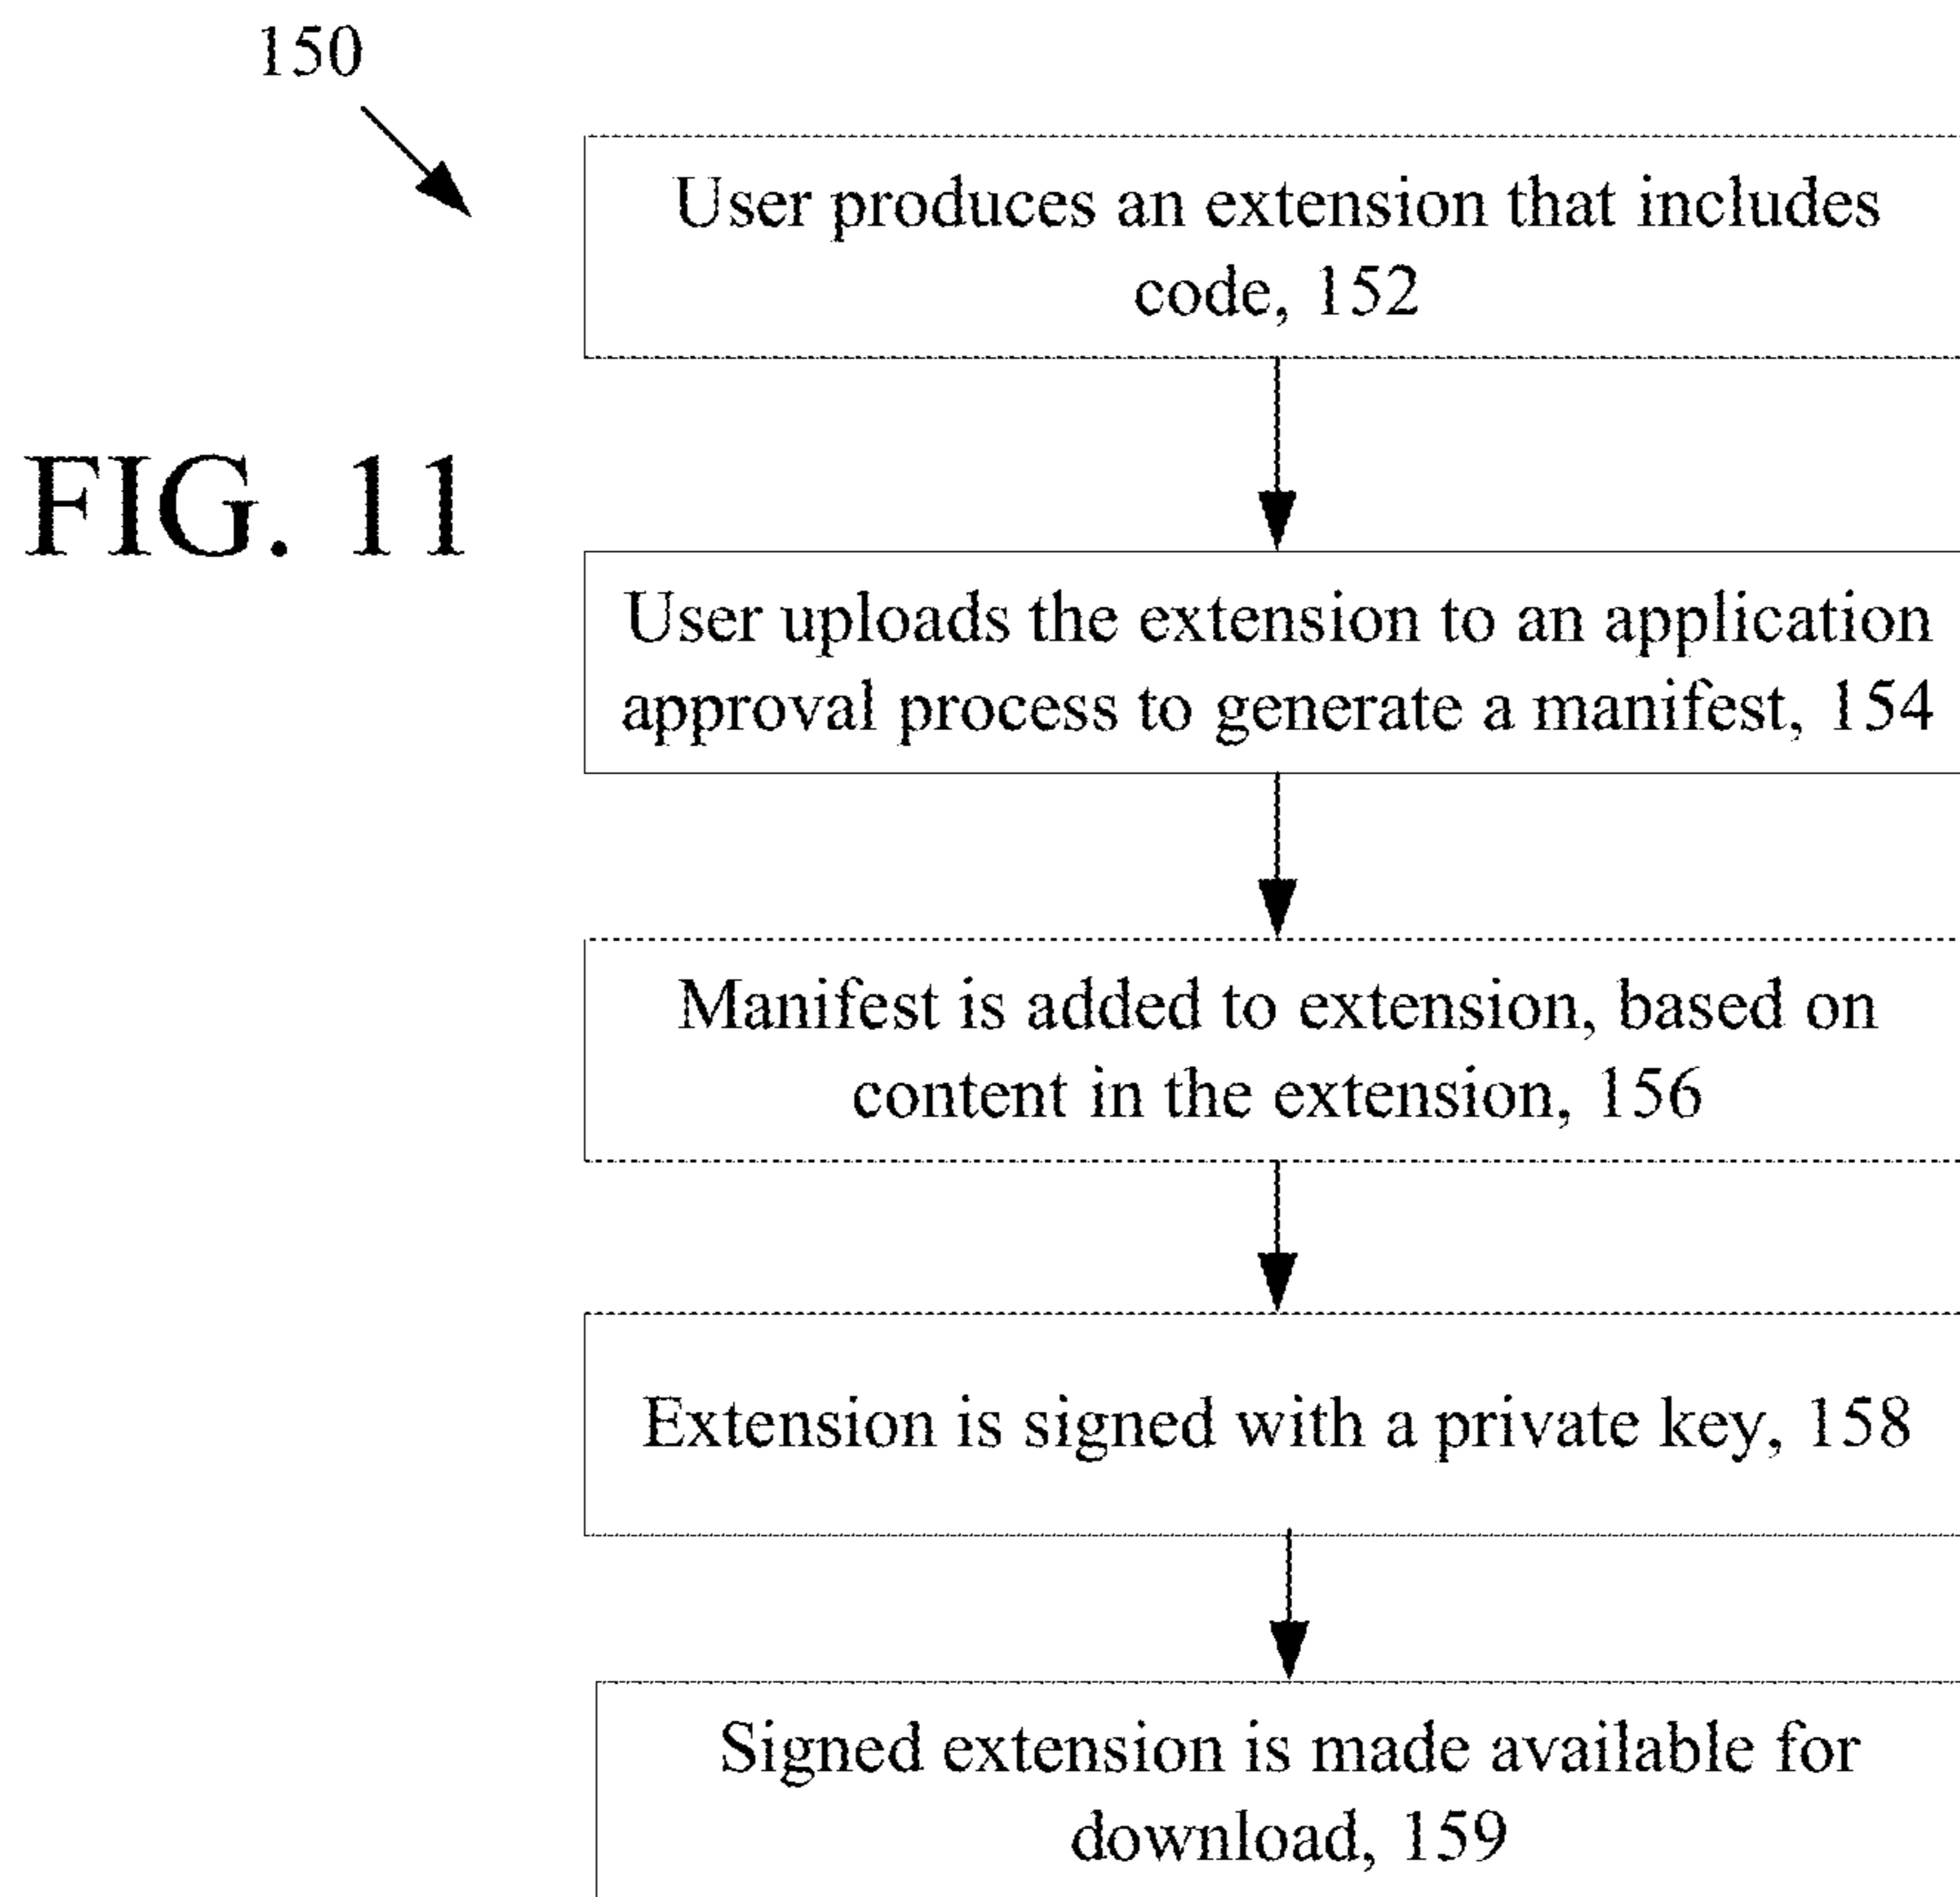 150
User produces an extension that includes
code, 152
FIG. 11
User uploads the extension to an application
approval process to generate a manifest, 154
Manifest is added to extension, based on
content in the extension, 156
Extension is signed with a private key, 158
Signed extension is made available for
download, 159